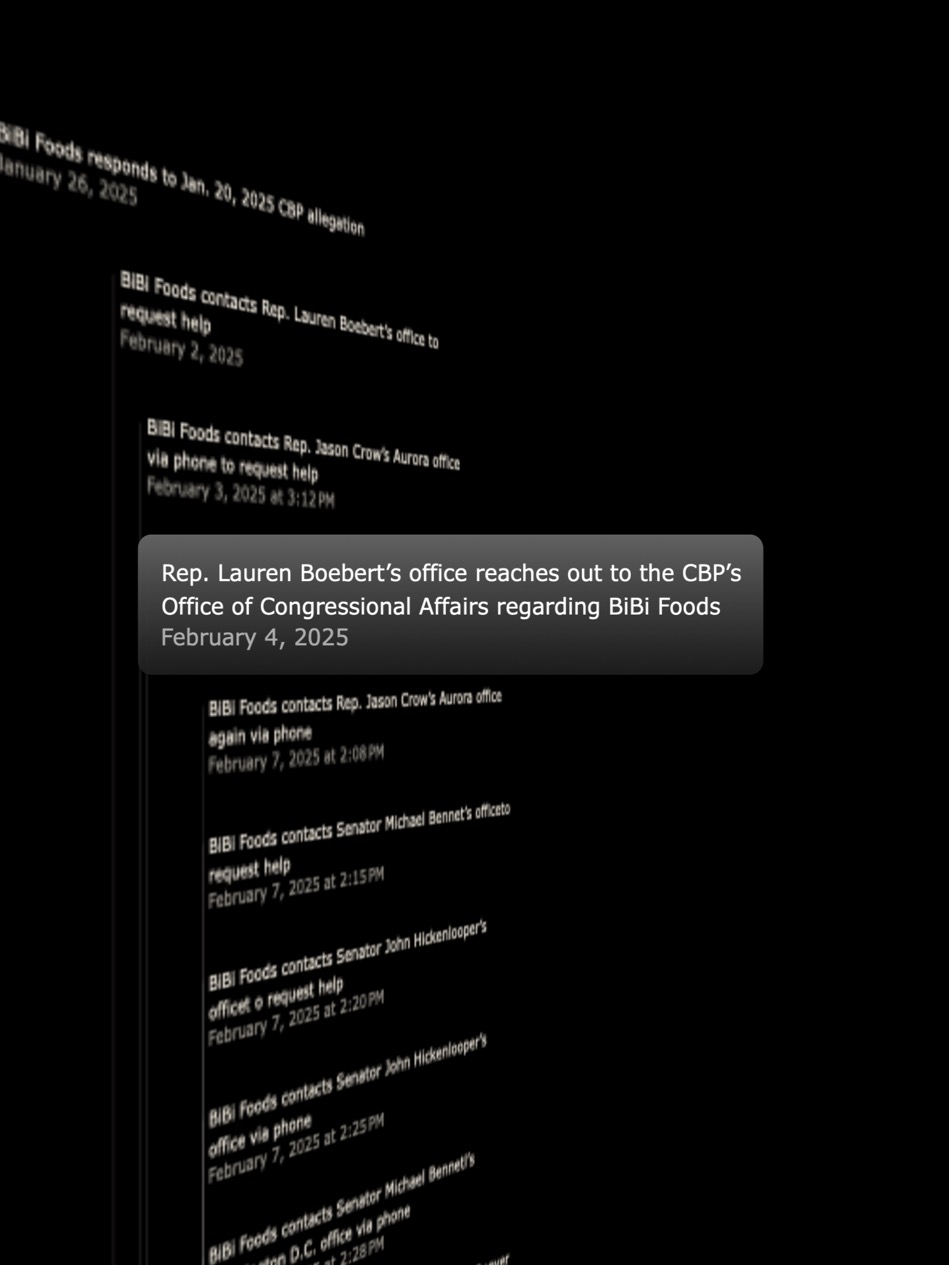 BiBi Foods responds to Jan. 20, 2025 CBP allegation
January 26, 2025
BiBi Foods contacts Rep. Lauren Boebert's office to
request help
February 2, 2025
BiBi Foods contacts Rep. Jason Crow's Aurora office
via phone to request help
February 3, 2025 at 3:12 PM
Rep. Lauren Boebert's office reaches out to the CBP's
Office of Congressional Affairs regarding BiBi Foods
February 4, 2025
BiBi Foods contacts Rep. Jason Crow's Aurora office
again via phone
February 7, 2025 at 2:08 PM
BiBi Foods contacts Senator Michael Bennet's officeto
request help
February 7, 2025 at 2:15 PM
BiBi Foods contacts Senator John Hickenlooper's
officet o request help
February 7, 2025 at 2:20 PM
BiBi Foods contacts Senator John Hickenlooper's
office via phone
February 7, 2025 at 2:25 PM
BiBi Foods contacts Senator Michael Bennett's
D.C. office via phone
at 2:28 PM